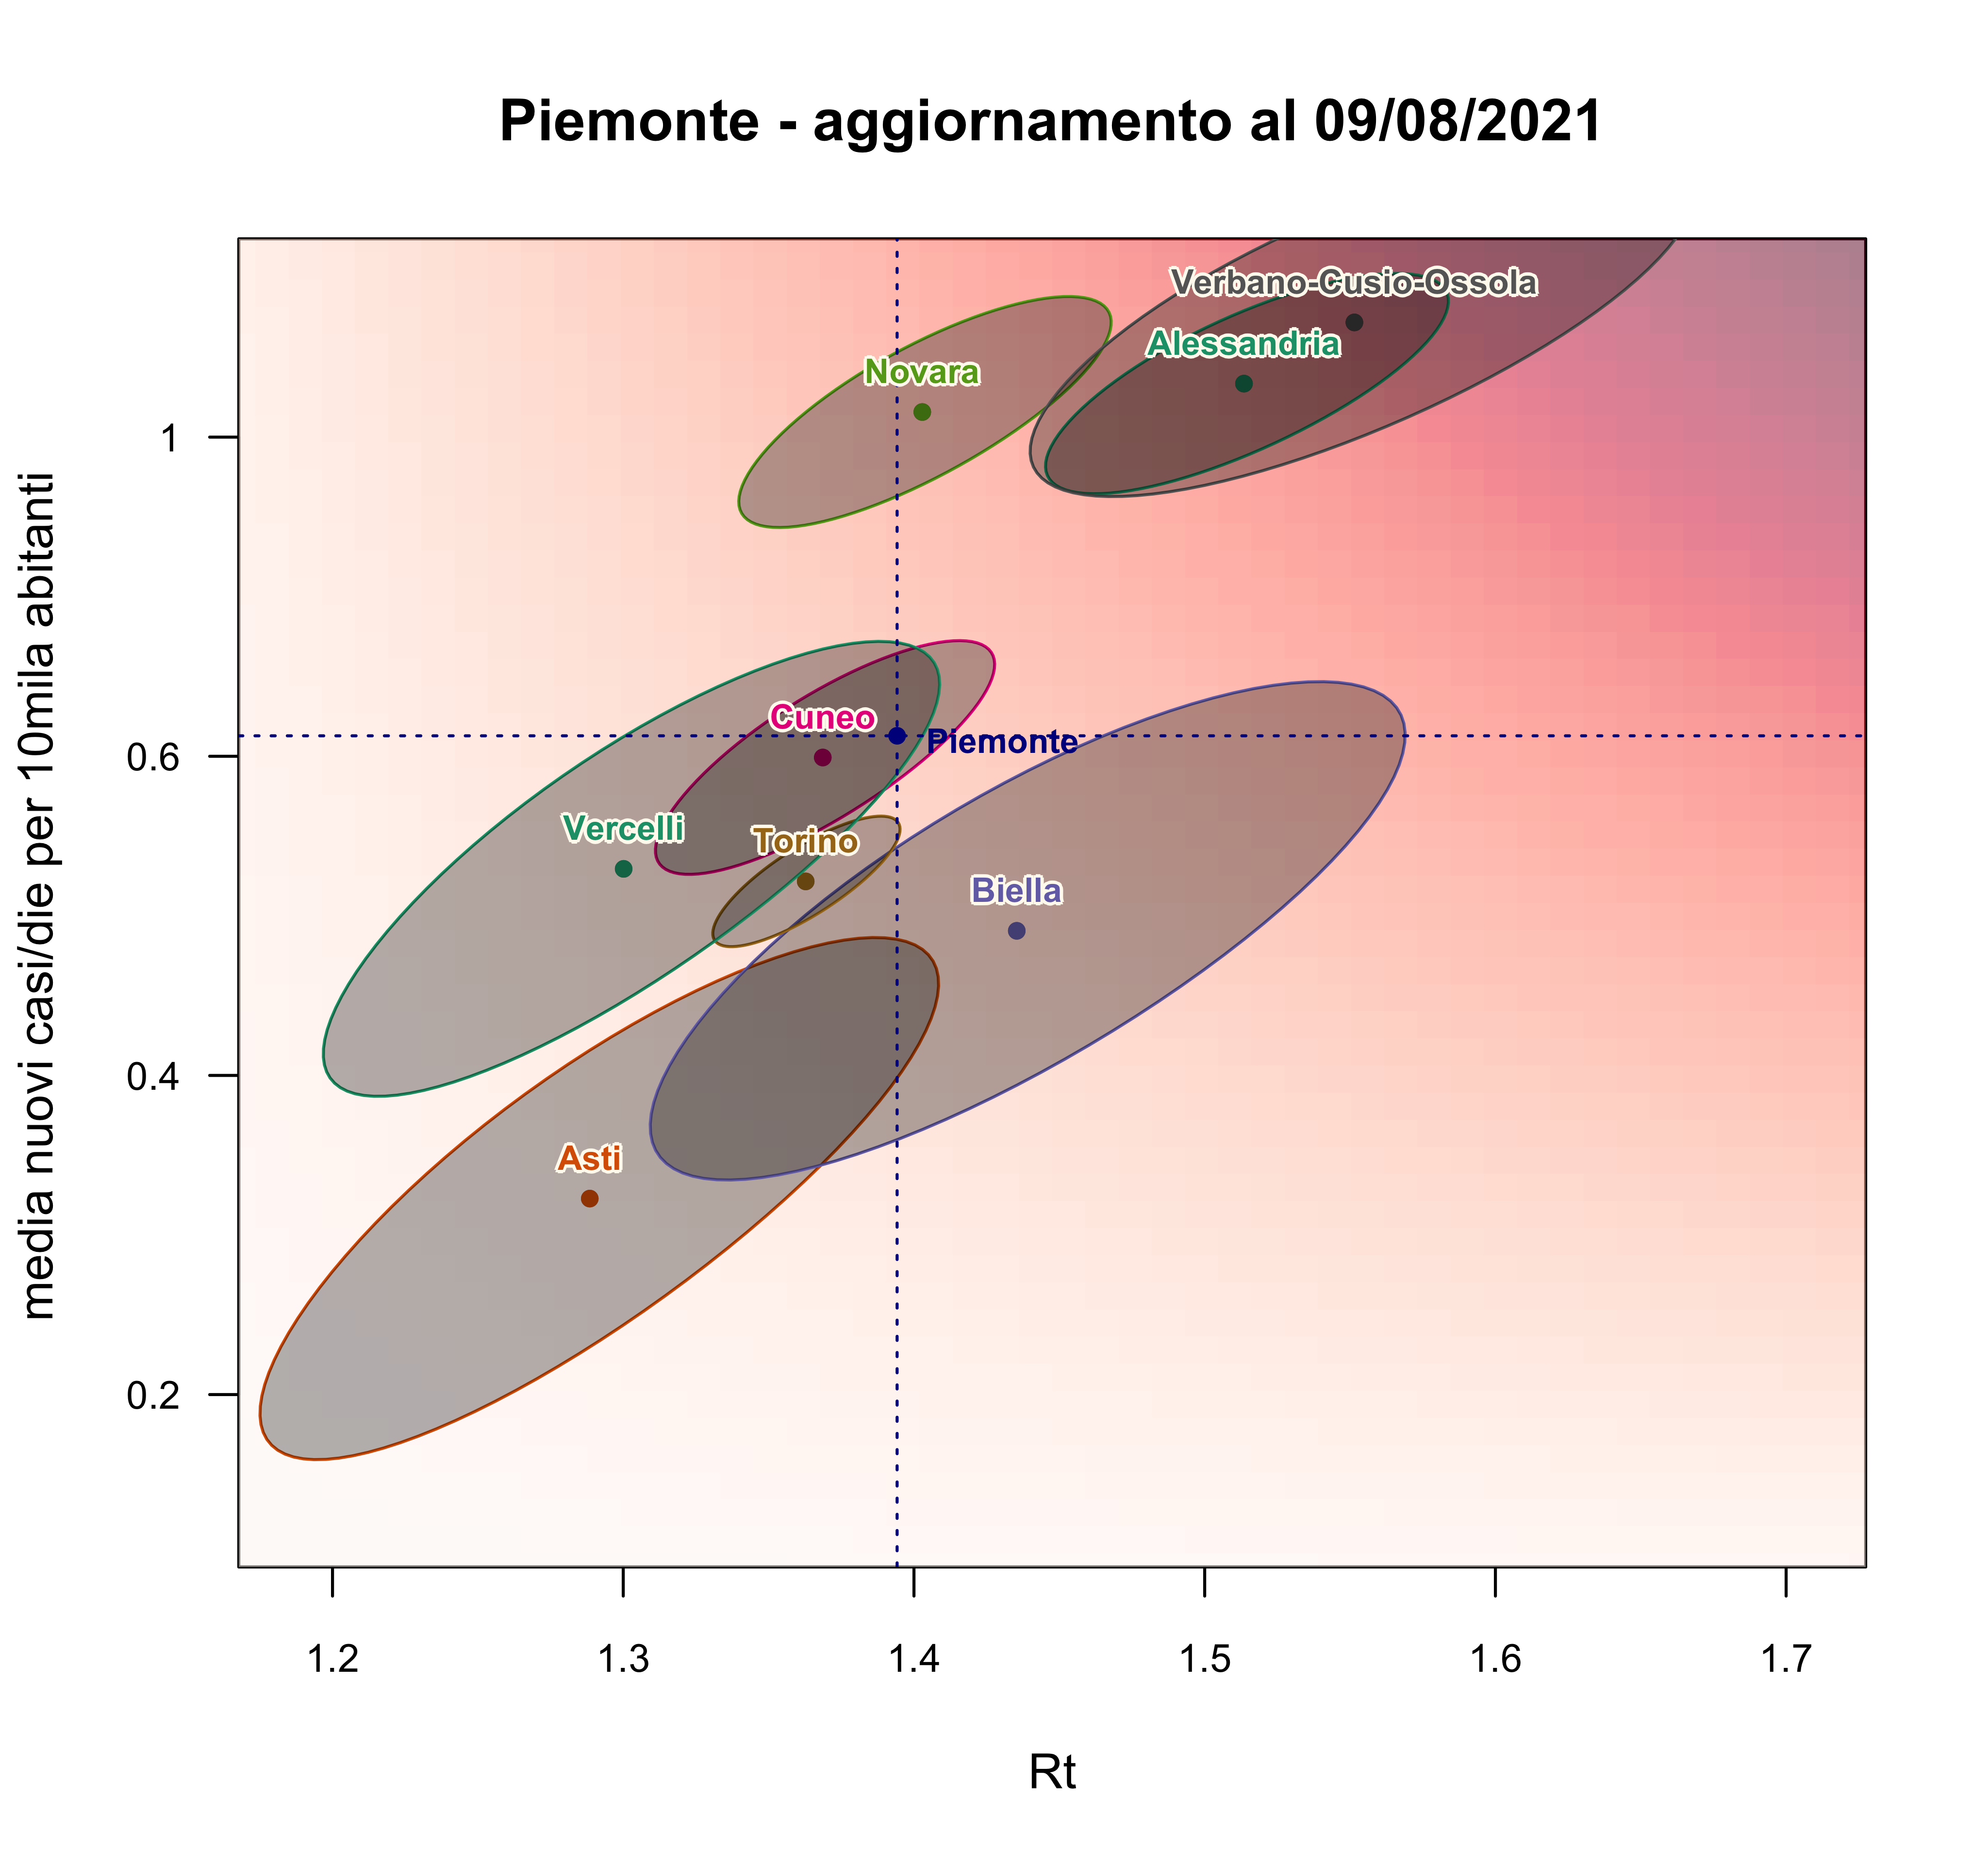 Piemonte - aggiornamento al 09/08/2021
media nuovi casi/die per 10mila abitanti
1
0.6
0.4
0.2
Verbano-Cusio-Ossola
Alessandria
Novara
Cuneo
Piemonte
Vercelli
Torino
Biella
Asti
1.2 1.3 1.4 1.5 1.6 1.7
Rt